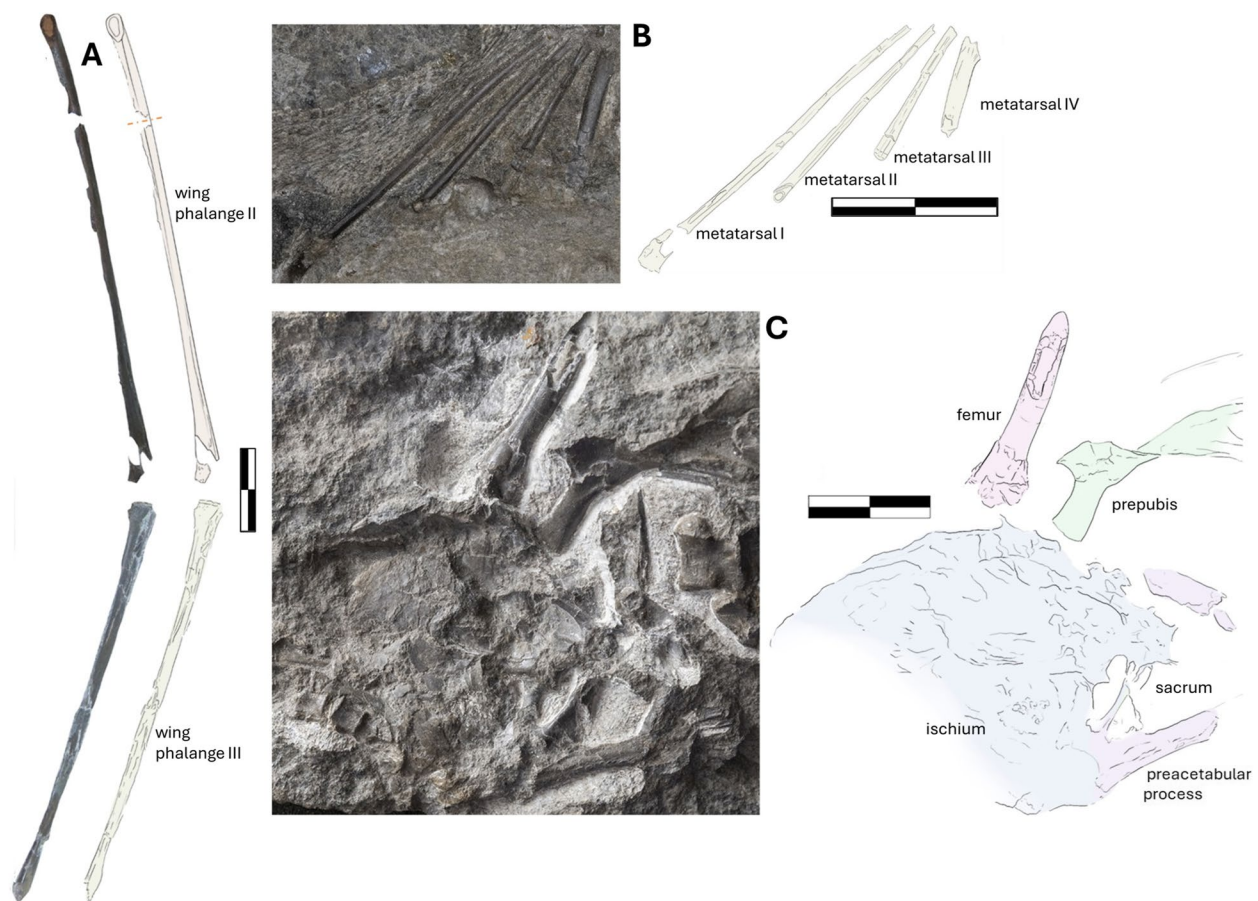 A
wing
phalange II
wing
phalange III
B
metatarsal IV
metatarsal III
metatarsal II
metatarsal I
C
femur
prepubis
sacrum
ischium
preacetabular
process